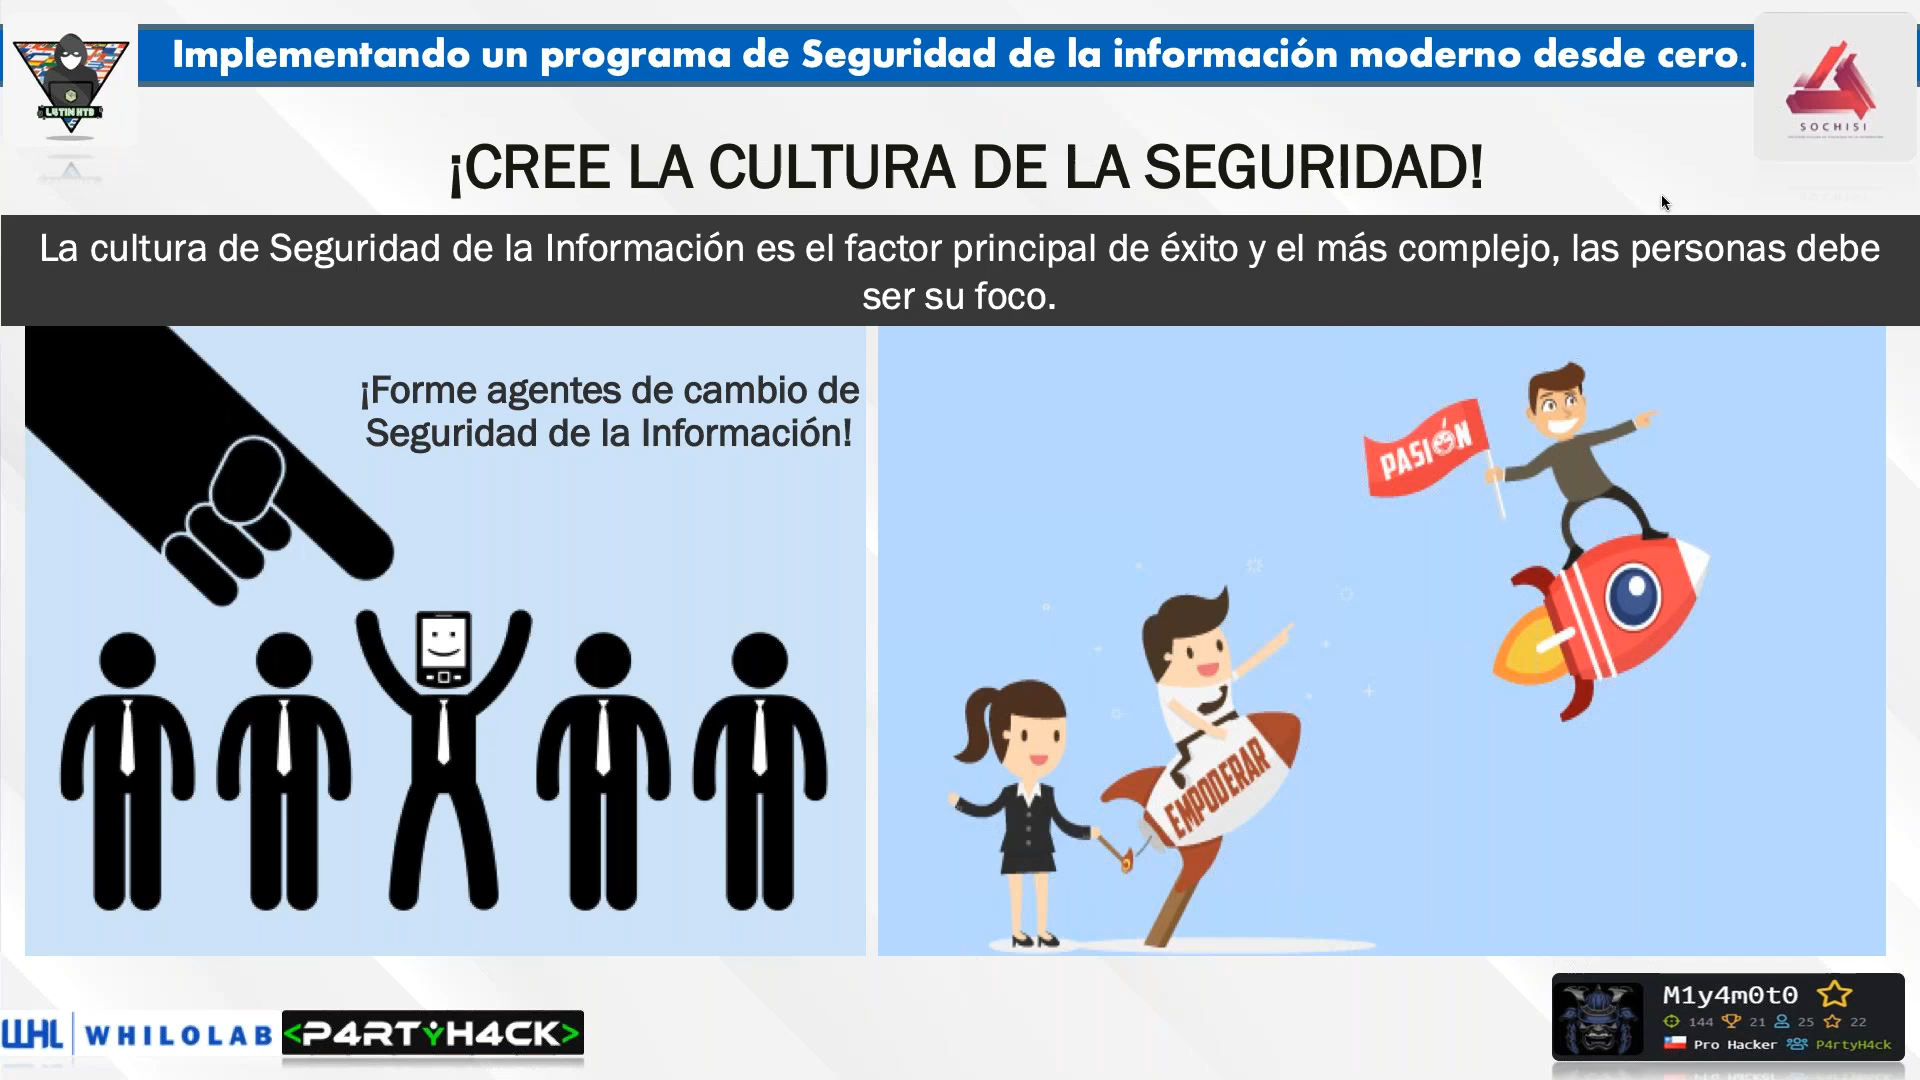 Implementando un programa de Seguridad de la información moderno desde cero.
LATIN HTB
SOCHISI
¡CREE LA CULTURA DE LA SEGURIDAD!
La cultura de Seguridad de la Información es el factor principal de éxito y el más complejo, las personas debe
ser su foco.
¡Forme agentes de cambio de
Seguridad de la Información!
PASIÓN
EMPODERAR
WHL WHILOLAB
<P4RTYH4CK>
M1y4m0t0
144 21 25 22
Pro Hacker P4rtyH4ck